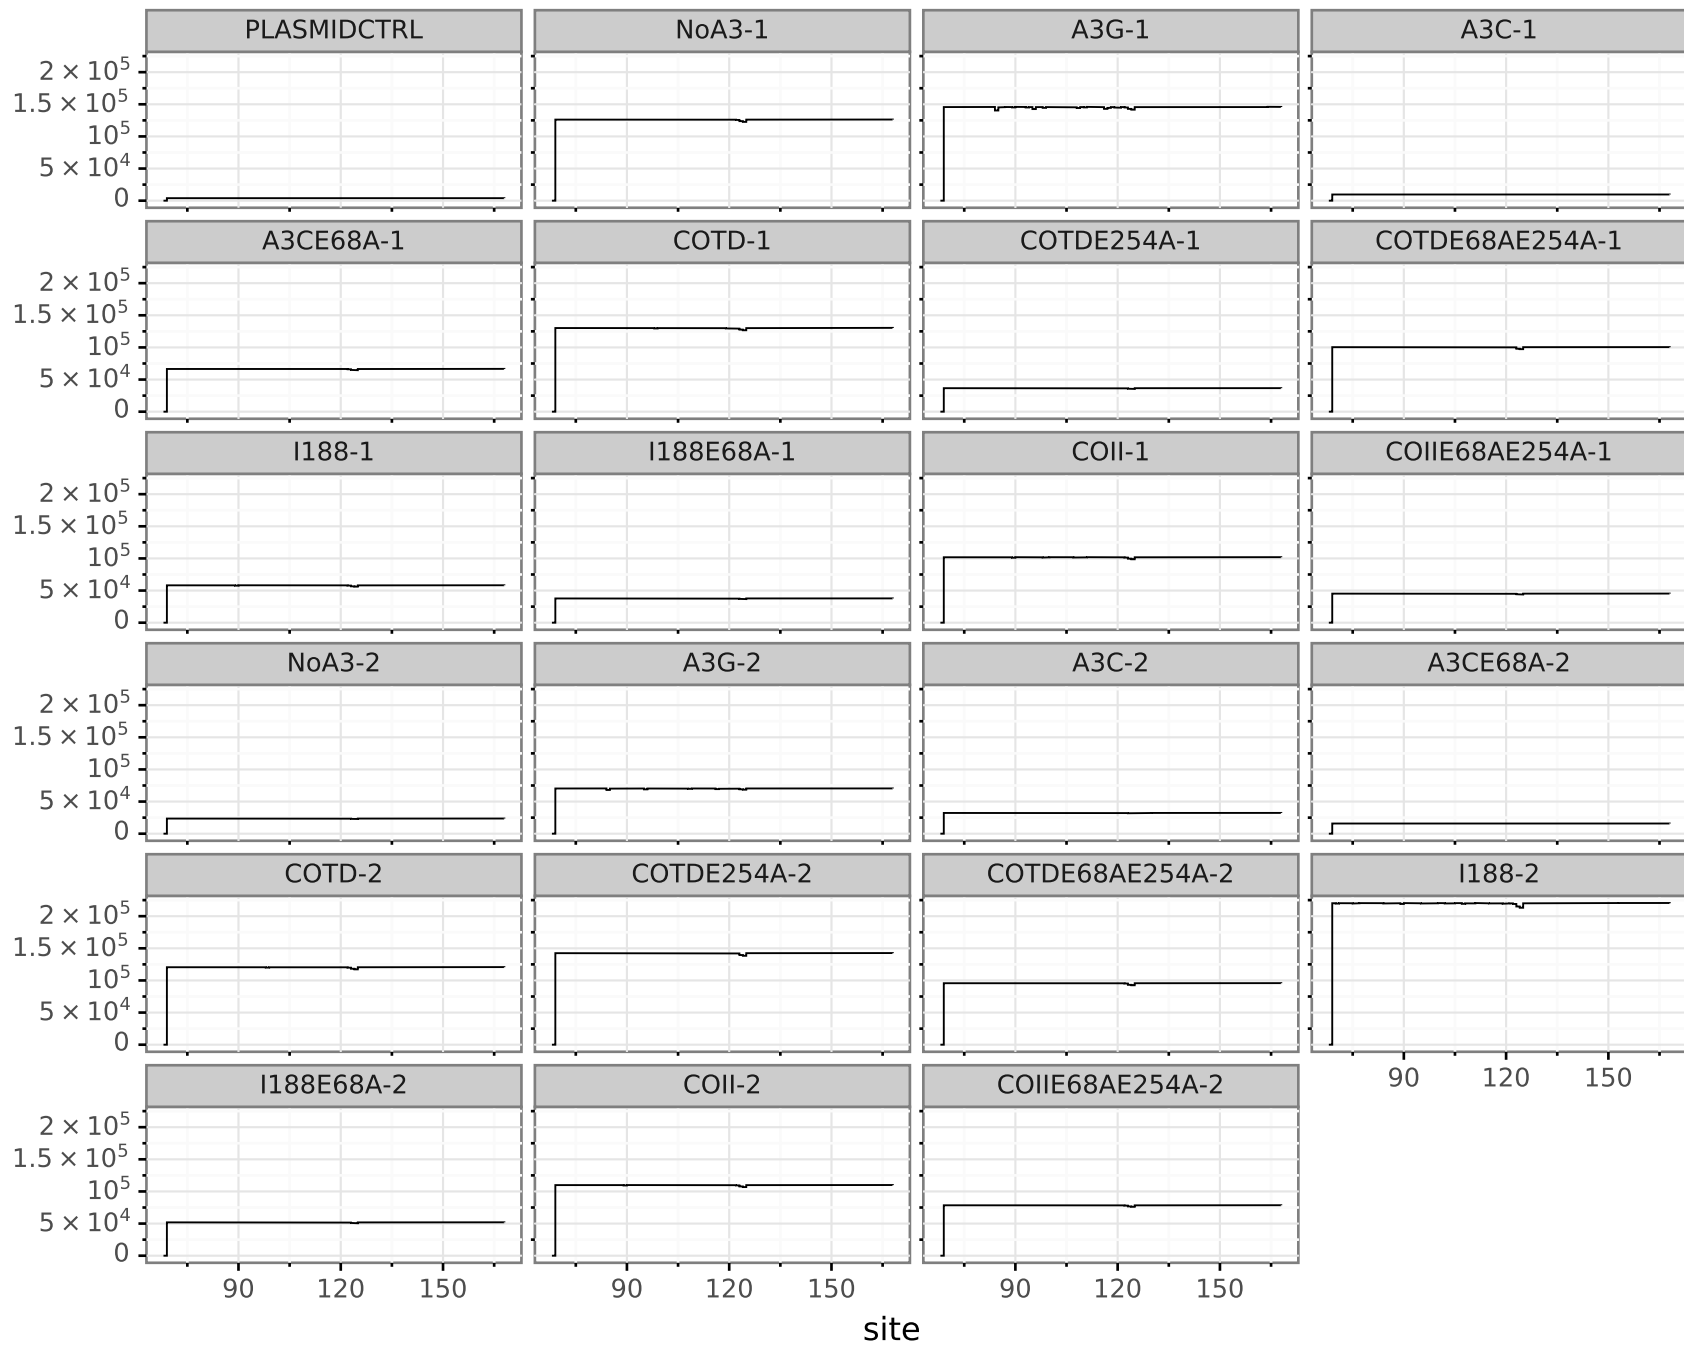 PLASMIDCTRL NoA3-1 A3G-1 A3C-1
2 × 10⁵
1.5 × 10⁵
10⁵
5 × 10⁴
0
A3CE68A-1 COTD-1 COTDE254A-1 COTDE68AE254A-1
2 × 10⁵
1.5 × 10⁵
10⁵
5 × 10⁴
0
I188-1 I188E68A-1 COII-1 COIIE68AE254A-1
2 × 10⁵
1.5 × 10⁵
10⁵
5 × 10⁴
0
NoA3-2 A3G-2 A3C-2 A3CE68A-2
2 × 10⁵
1.5 × 10⁵
10⁵
5 × 10⁴
0
COTD-2 COTDE254A-2 COTDE68AE254A-2 I188-2
2 × 10⁵
1.5 × 10⁵
10⁵
5 × 10⁴
0
90 120 150
I188E68A-2 COII-2 COIIE68AE254A-2
2 × 10⁵
1.5 × 10⁵
10⁵
5 × 10⁴
0
90 120 150 90 120 150 90 120 150
site